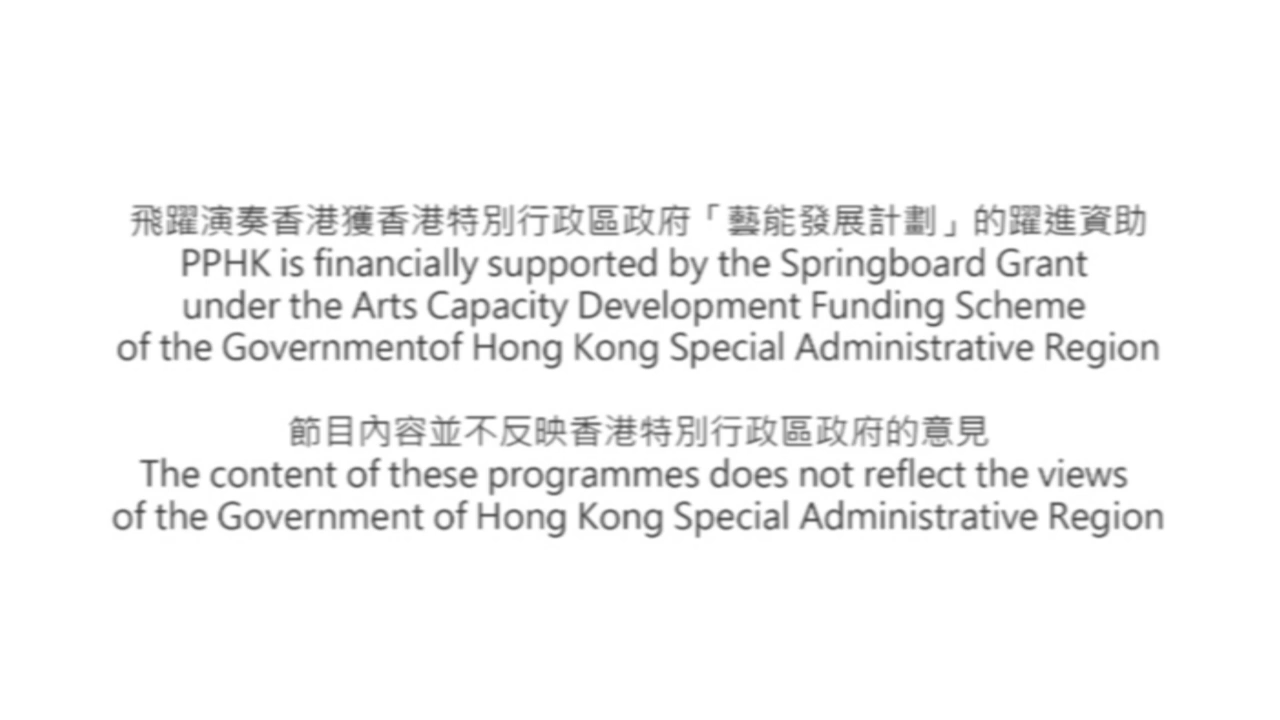 飛躍演奏香港獲香港特別行政區政府「藝能發展計劃」的躍進資助
PPHK is financially supported by the Springboard Grant
under the Arts Capacity Development Funding Scheme
of the Governmentof Hong Kong Special Administrative Region
節目內容並不反映香港特別行政區政府的意見
The content of these programmes does not reflect the views
of the Government of Hong Kong Special Administrative Region